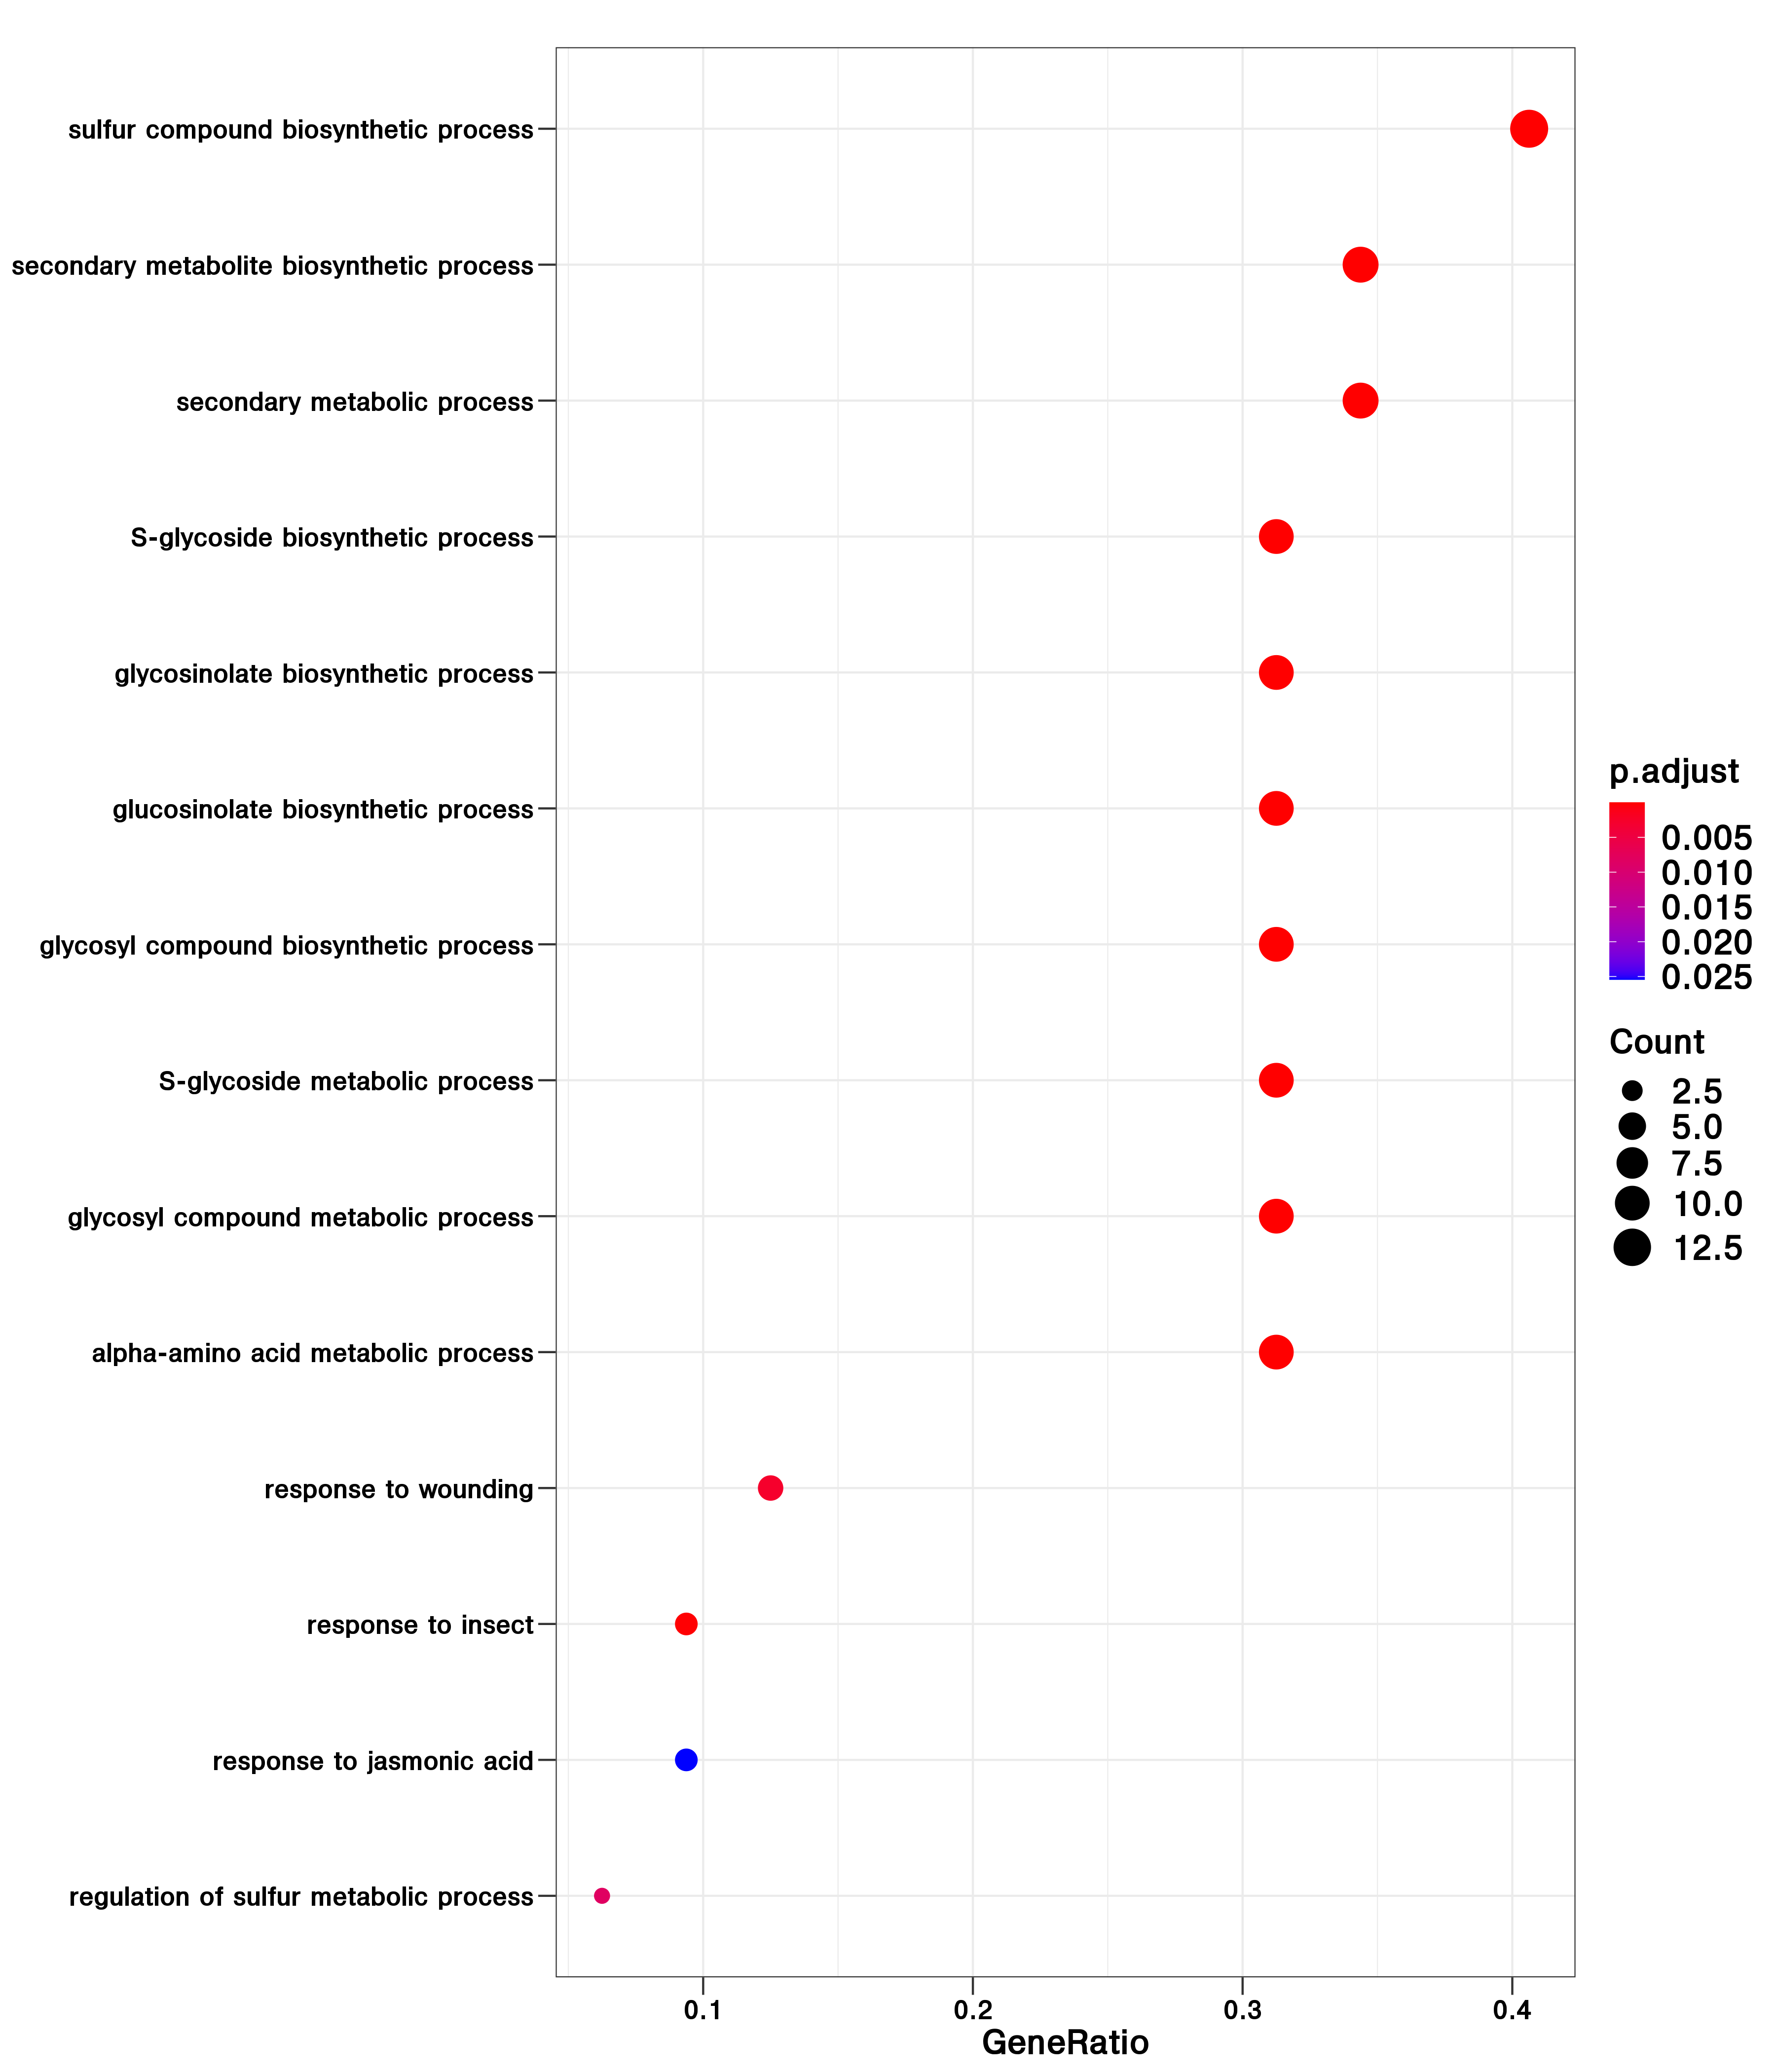 sulfur compound biosynthetic process
secondary metabolite biosynthetic process
secondary metabolic process
S-glycoside biosynthetic process
glycosinolate biosynthetic process
glucosinolate biosynthetic process
glycosyl compound biosynthetic process
S-glycoside metabolic process
glycosyl compound metabolic process
alpha-amino acid metabolic process
response to wounding
response to insect
response to jasmonic acid
regulation of sulfur metabolic process
0.1 0.2 0.3 0.4
GeneRatio
p.adjust
0.005
0.010
0.015
0.020
0.025
Count
2.5
5.0
7.5
10.0
12.5